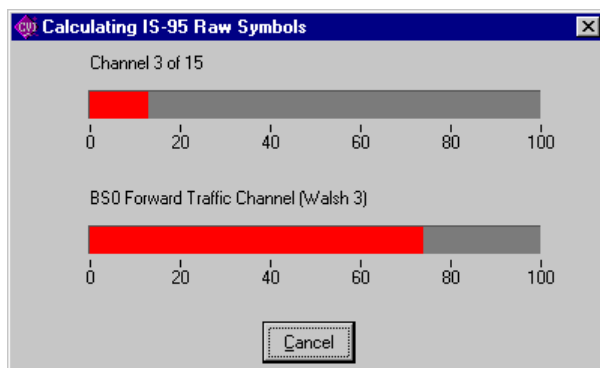 CVI Calculating IS-95 Raw Symbols
Channel 3 of 15
0 20 40 60 80 100
BS0 Forward Traffic Channel (Walsh 3)
0 20 40 60 80 100
Cancel